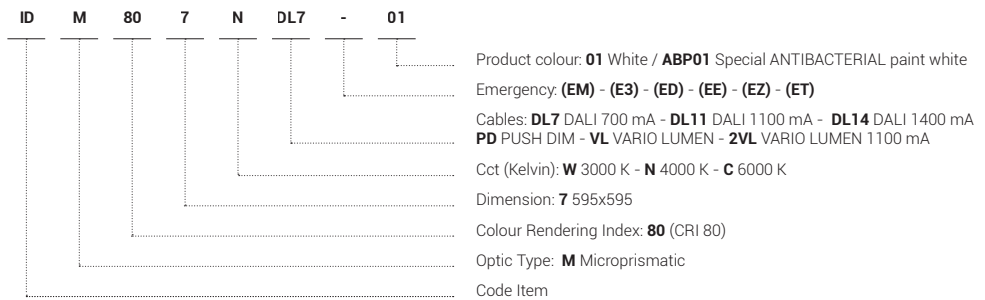 ID M 80 7 N DL7 - 01
Product colour: 01 White / ABP01 Special ANTIBACTERIAL paint white
Emergency: (EM) - (E3) - (ED) - (EE) - (EZ) - (ET)
Cables: DL7 DALI 700 mA - DL11 DALI 1100 mA - DL14 DALI 1400 mA
PD PUSH DIM - VL VARIO LUMEN - 2VL VARIO LUMEN 1100 mA
Cct (Kelvin): W 3000 K - N 4000 K - C 6000 K
Dimension: 7 595x595
Colour Rendering Index: 80 (CRI 80)
Optic Type: M Microprismatic
Code Item